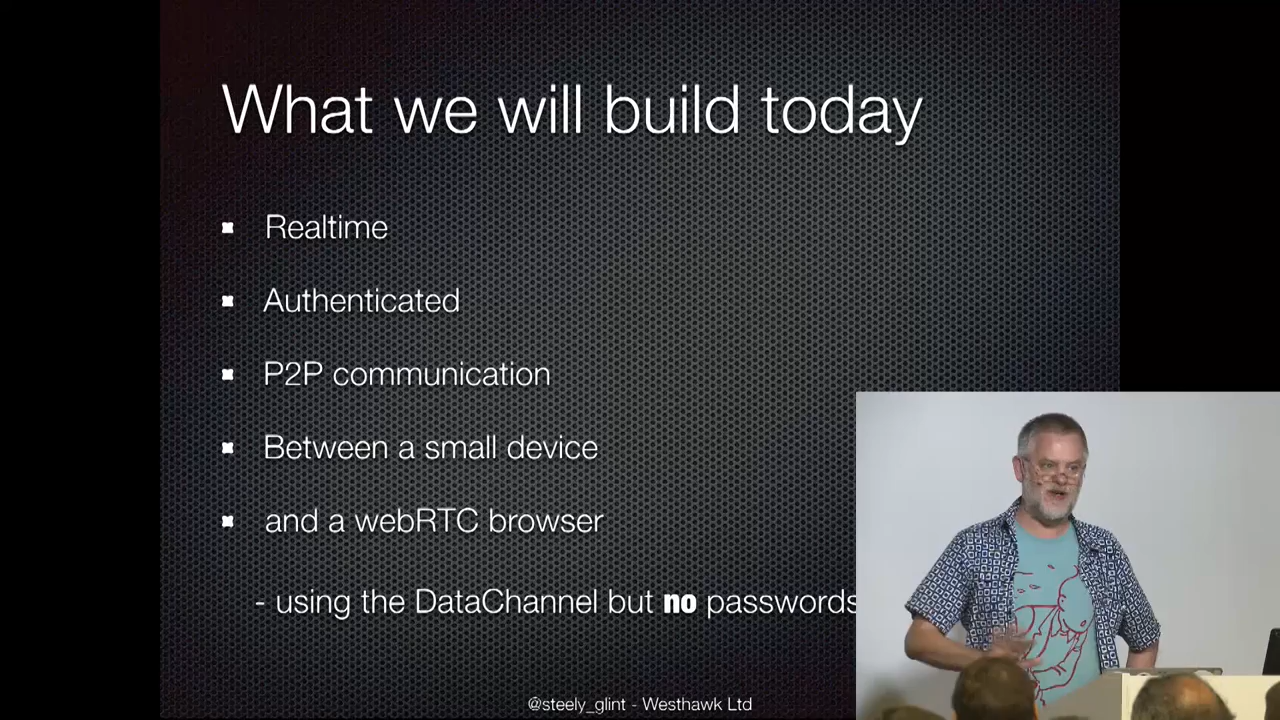 What we will build today
Realtime
Authenticated
P2P communication
Between a small device
and a webRTC browser
- using the DataChannel but no passwords
@steely_glint - Westhawk Ltd